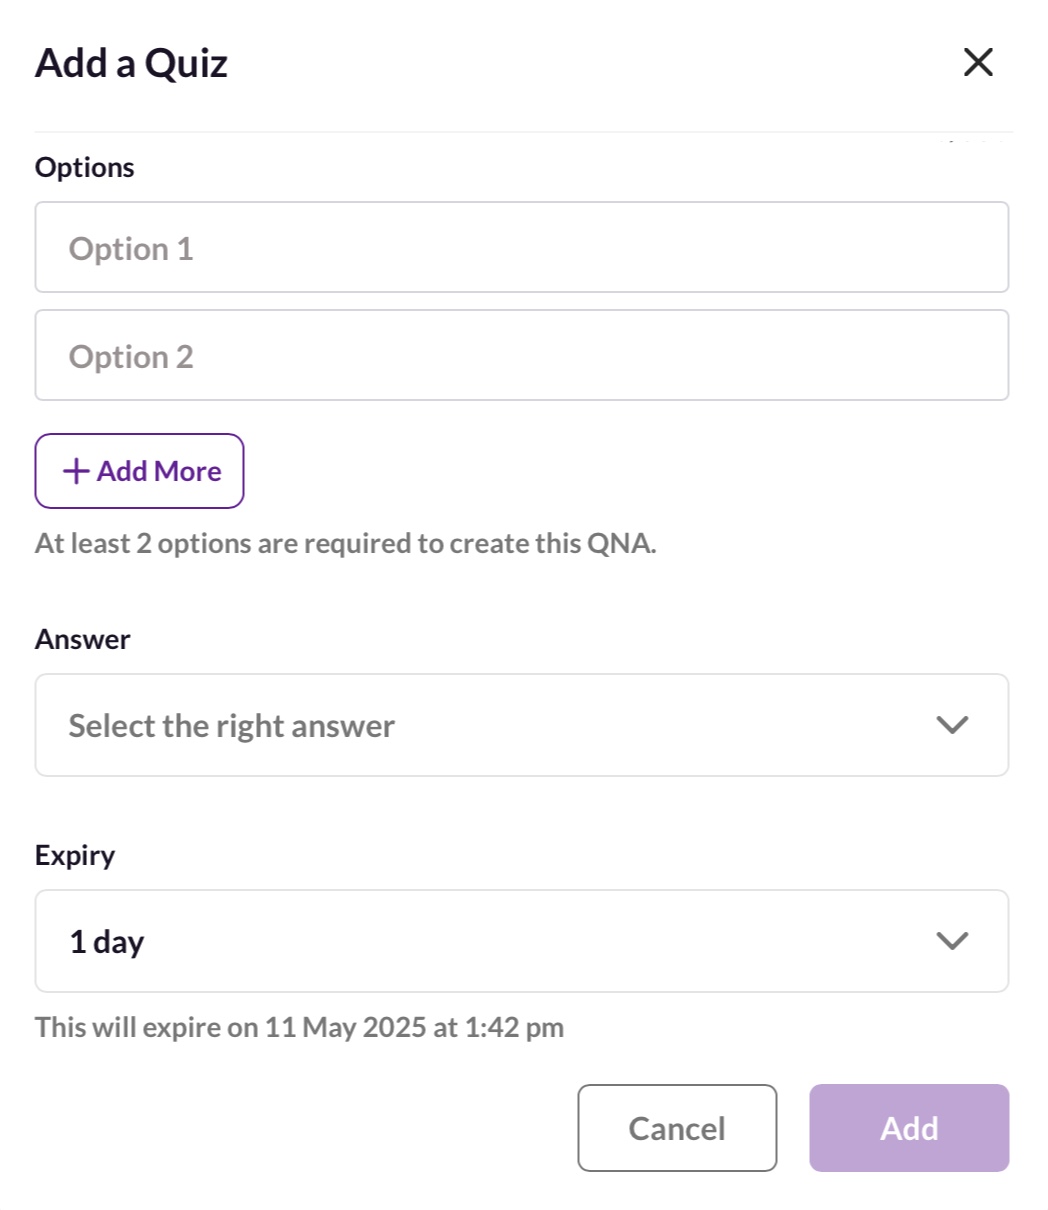 Add a Quiz
Options
Option 1
Option 2
+ Add More
At least 2 options are required to create this QNA.
Answer
Select the right answer
Expiry
1 day
This will expire on 11 May 2025 at 1:42 pm
Cancel
Add